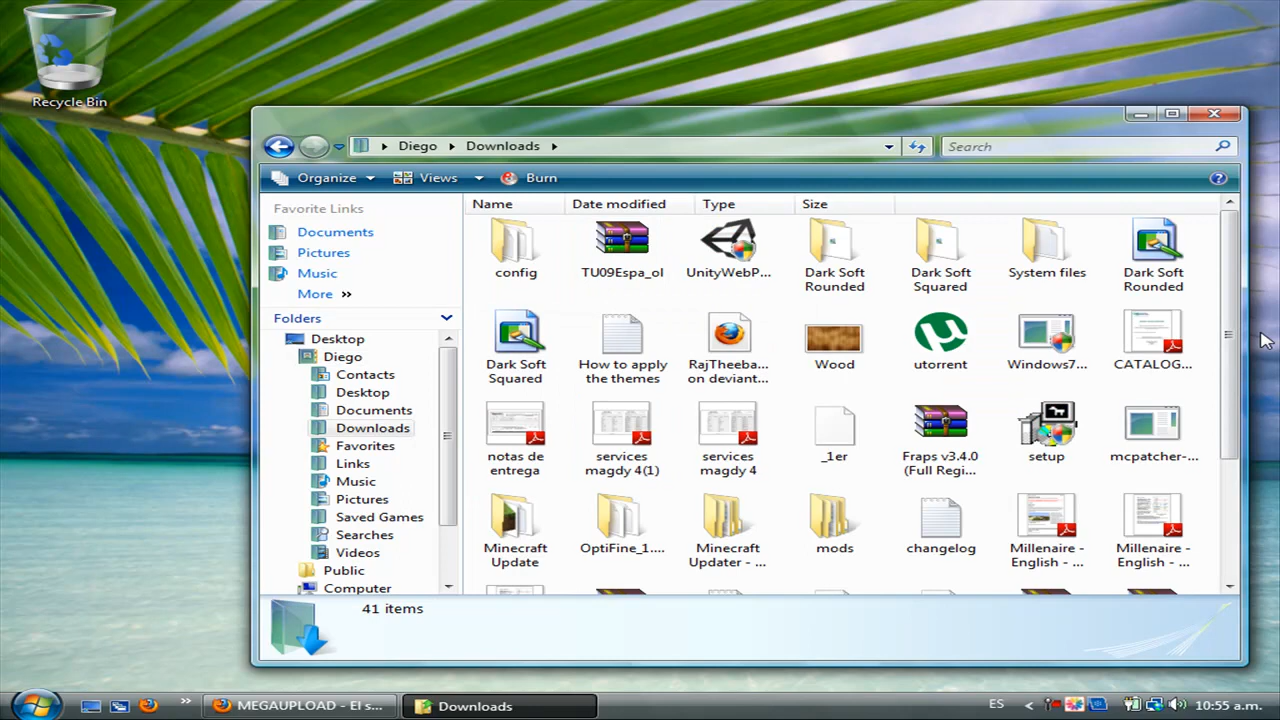 Recycle Bin
Diego
Downloads
Search
Organize
Views
Burn
Favorite Links
Documents
Pictures
Music
More »
Folders
Desktop
Diego
Contacts
Desktop
Documents
Downloads
Favorites
Links
Music
Pictures
Saved Games
Searches
Videos
Public
Computer
Name Date modified Type Size
config TU09Espa_ol UnityWebP... Dark Soft Rounded Dark Soft Squared System files Dark Soft Rounded
Dark Soft Squared How to apply the themes RajTheeba... on deviant... Wood utorrent Windows7... CATALOG...
notas de entrega services magdy 4(1) services magdy 4 _1er Fraps v3.4.0 (Full Regi... setup mcpatcher-...
Minecraft Update OptiFine_1.... Minecraft Updater - ... mods changelog Millenaire - English - ... Millenaire - English - ...
41 items
MEGAUPLOAD - El s...
Downloads
ES
10:55 a.m.